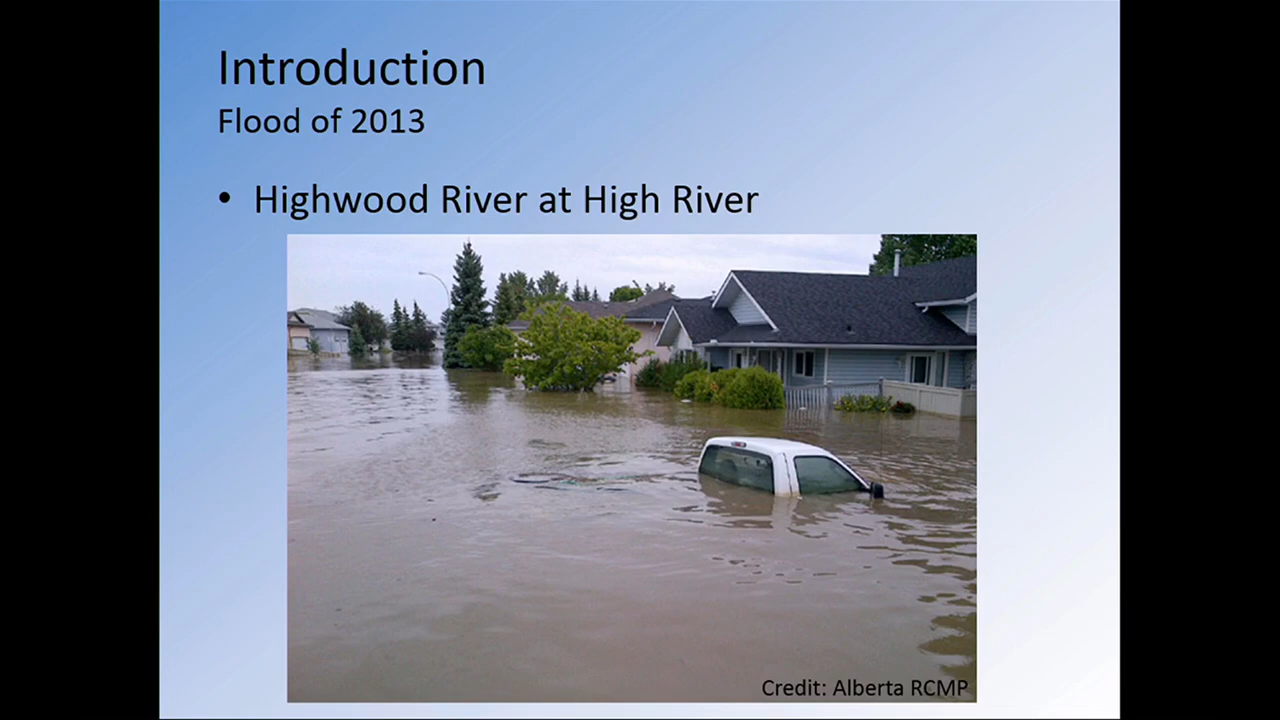 Introduction
Flood of 2013
• Highwood River at High River
Credit: Alberta RCMP